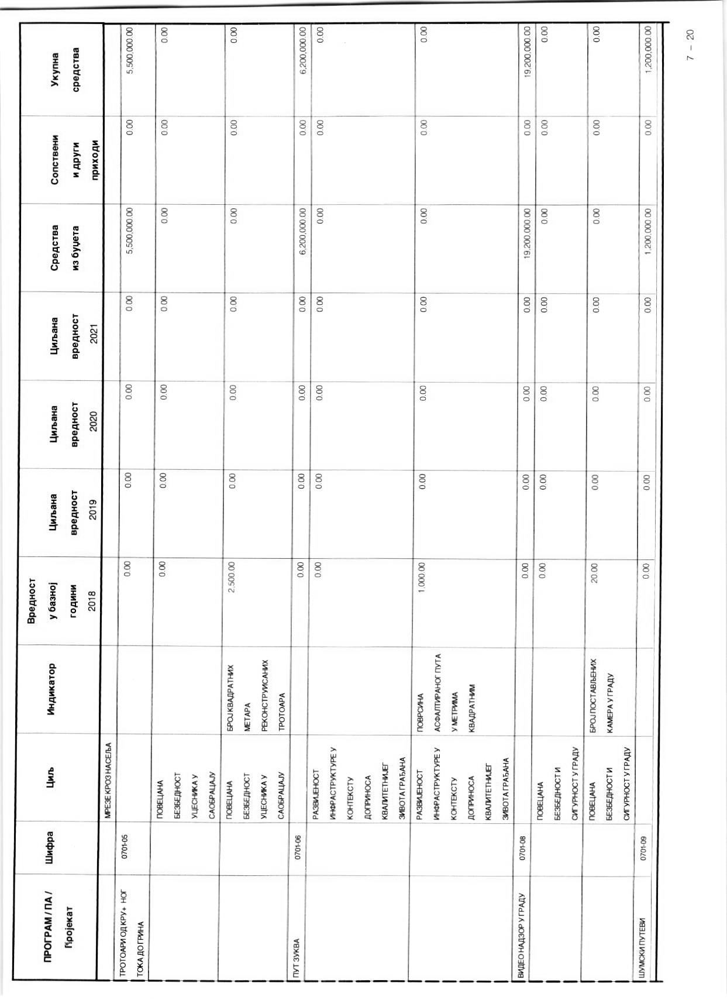 ПРОГРАМ / ПА / Пројекат | Шифра | Циљ | Индикатор | Вредност у базној години 2018 | Циљана вредност 2019 | Циљана вредност 2020 | Циљана вредност 2021 | Средства из буџета | Сопствени и други приходи | Укупна средства
МРЕЗЕ КРОЗ НАСЕЉА
ТРОТОАРИ ОД КРУ+ НОГ | 0701-05 | 0.00 | 0.00 | 0.00 | 0.00 | 5,500,000.00 | 0.00 | 5,500,000.00
ТОКА ДО ГРИНА
ПОВЕЦАНА | 0.00 | 0.00 | 0.00 | 0.00 | 0.00 | 0.00 | 0.00
БЕЗБЕДНОСТ
УЦЕСНИКА У
САОБРАЦАЈУ
ПОВЕЦАНА | БРОЈ КВАДРАТНИХ | 2.500.00 | 0.00 | 0.00 | 0.00 | 0.00 | 0.00 | 0.00
БЕЗБЕДНОСТ | МЕТАРА
УЦЕСНИКА У | РЕКОНСТРУИСАНИХ
САОБРАЦАЈУ | ТРОТОАРА
ПУТ ЗУКВА | 0701-06 | 0.00 | 0.00 | 0.00 | 0.00 | 6,200,000.00 | 0.00 | 6,200,000.00
РАЗВИЈЕНОСТ | 0.00 | 0.00 | 0.00 | 0.00 | 0.00 | 0.00 | 0.00
ИНФРАСТРУКТУРЕ У
КОНТЕКСТУ
ДОПРИНОСА
КВАЛИТЕТНИЈЕГ
ЗИВОТА ГРАЂАНА
РАЗВИЈЕНОСТ | ПОВРСИНА | 1.000.00 | 0.00 | 0.00 | 0.00 | 0.00 | 0.00 | 0.00
ИНФРАСТРУКТУРЕ У | АСФАЛТИРАНОГ ПУТА
КОНТЕКСТУ | У МЕТРИМА
ДОПРИНОСА | КВАДРАТНИМ
КВАЛИТЕТНИЈЕГ
ЗИВОТА ГРАЂАНА
ВИДЕО НАДЗОР У ГРАДУ | 0701-08 | 0.00 | 0.00 | 0.00 | 0.00 | 19.200.000.00 | 0.00 | 19.200.000.00
ПОВЕЦАНА | 0.00 | 0.00 | 0.00 | 0.00 | 0.00 | 0.00 | 0.00
БЕЗБЕДНОСТ И
СИГУРНОСТ У ГРАДУ
ПОВЕЦАНА | БРОЈ ПОСТАВЉЕНИХ | 20.00 | 0.00 | 0.00 | 0.00 | 0.00 | 0.00 | 0.00
БЕЗБЕДНОСТ И | КАМЕРА У ГРАДУ
СИГУРНОСТ У ГРАДУ
ШУМСКИ ПУТЕВИ | 0701-09 | 0.00 | 0.00 | 0.00 | 0.00 | 1.200.000.00 | 0.00 | 1,200,000.00
7 - 20